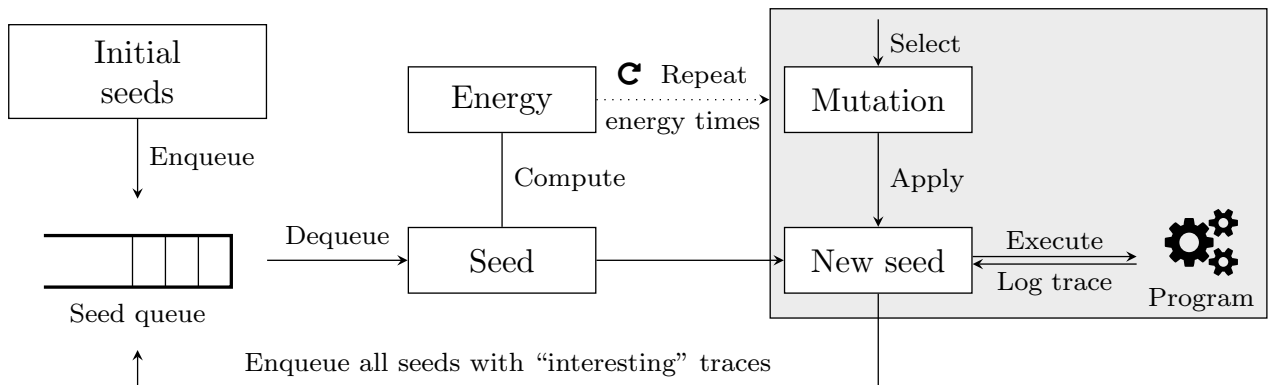 Initial
seeds
Enqueue
Seed queue
Dequeue
Energy
Compute
Seed
Repeat
energy times
Select
Mutation
Apply
New seed
Execute
Log trace
Program
Enqueue all seeds with “interesting” traces